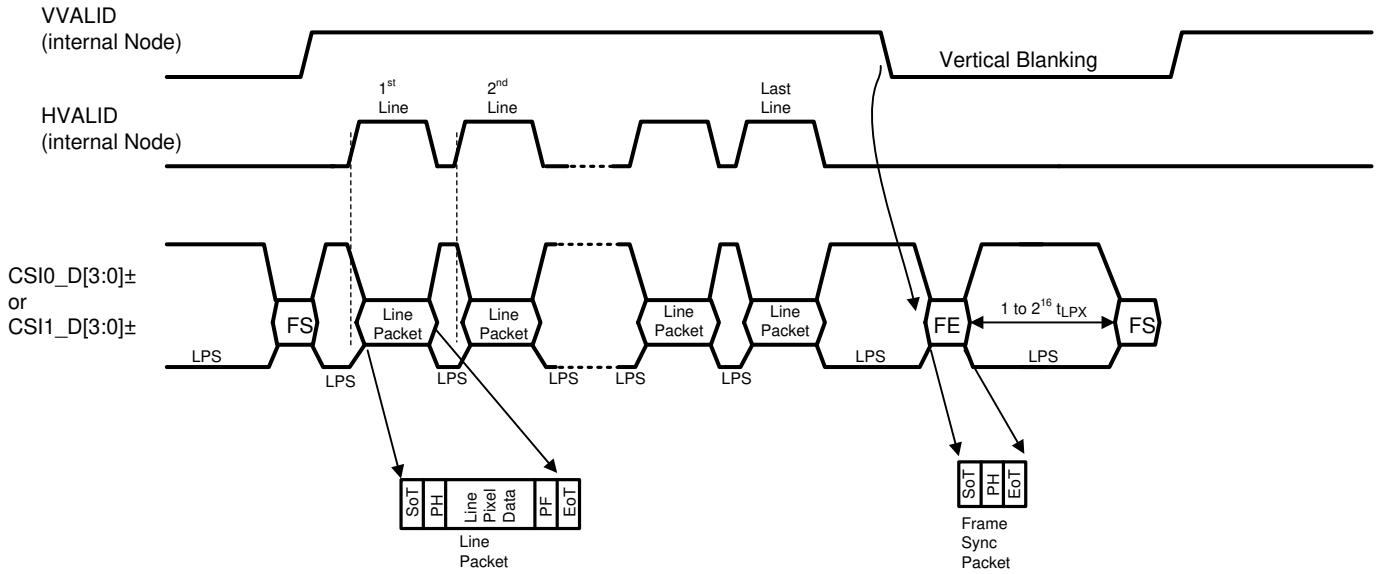 VVALID
(internal Node)
Vertical Blanking
1st
Line
2nd
Line
Last
Line
HVALID
(internal Node)
CSI0_D[3:0]±
or
CSI1_D[3:0]±
FS
Line
Packet
Line
Packet
Line
Packet
Line
Packet
FE
1 to 2^16 tLPX
FS
LPS
LPS
LPS
LPS
LPS
LPS
LPS
LPS
SoT
PH
Line
Pixel
Data
PF
EoT
Line
Packet
SoT
PH
EoT
Frame
Sync
Packet